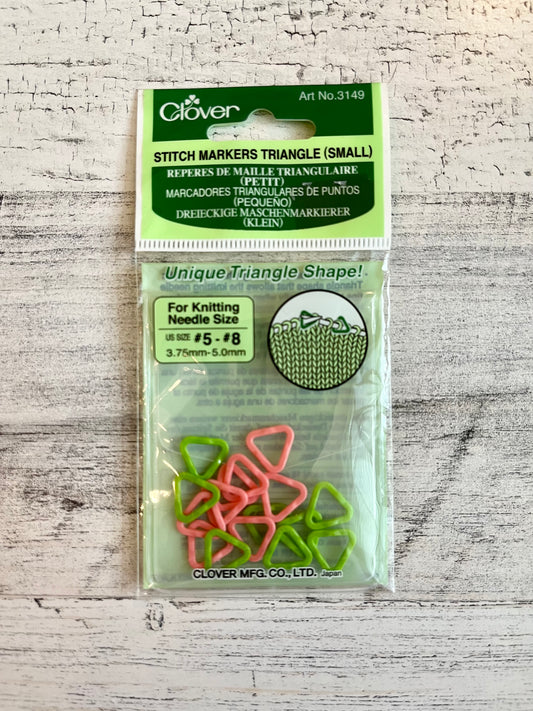 Art No.3149
Clover
STITCH MARKERS TRIANGLE (SMALL)
REPERES DE MAILLE TRIANGULAIRE
(PETIT)
MARCADORES TRIANGULARES DE PUNTOS
(PEQUEÑO)
DREIECKIGE MASCHENMARKIERER
(KLEIN)
Unique Triangle Shape!
For Knitting
Needle Size
US SIZE #5 - #8
3.75mm-5.0mm
CLOVER MFG. CO., LTD. Japan